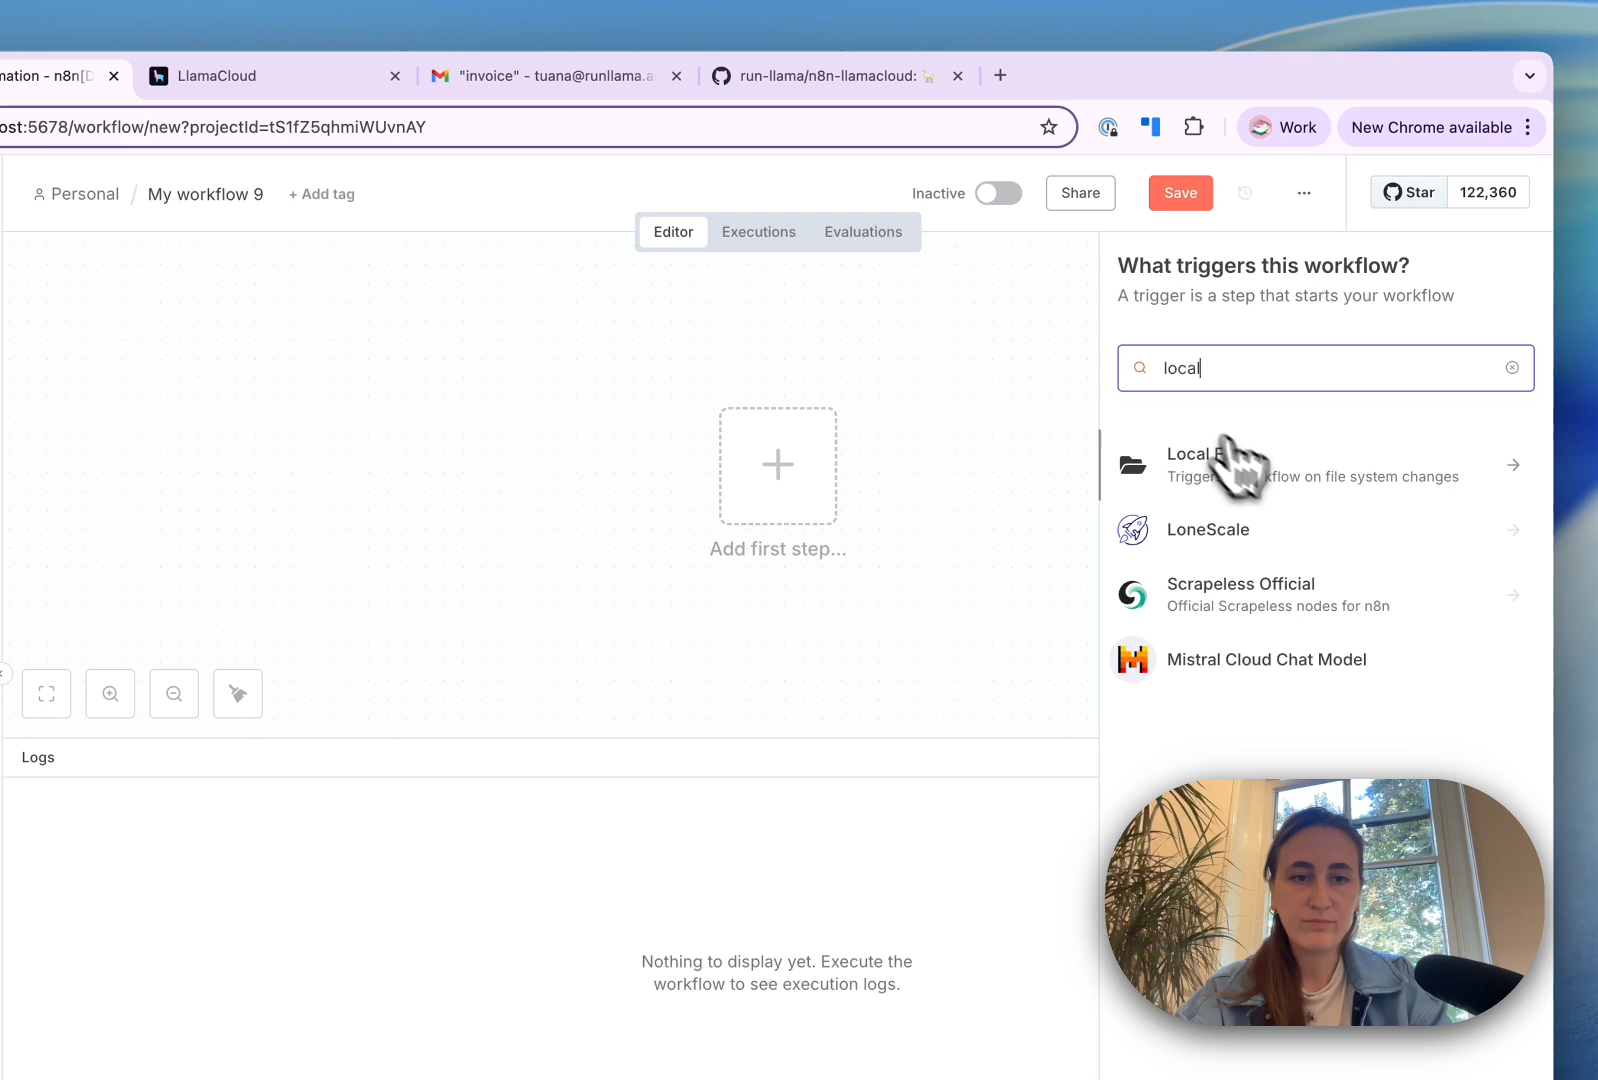 mation - n8n[D
LlamaCloud
"invoice" - tuana@runllama.a
run-llama/n8n-llamacloud:
ost:5678/workflow/new?projectId=tS1fZ5qhmiWUvnAY
Work
New Chrome available
Personal / My workflow 9 + Add tag
Inactive
Share
Save
Star 122,360
Editor Executions Evaluations
What triggers this workflow?
A trigger is a step that starts your workflow
local
Local
Trigger kflow on file system changes
LoneScale
Scrapeless Official
Official Scrapeless nodes for n8n
Mistral Cloud Chat Model
Add first step...
Logs
Nothing to display yet. Execute the
workflow to see execution logs.